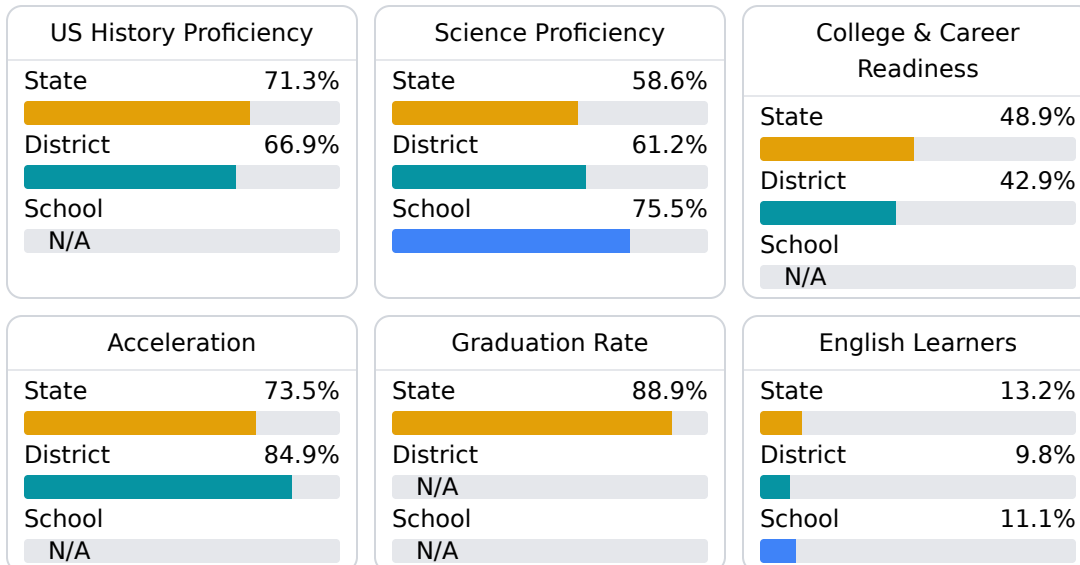 US History Proficiency
State 71.3%
District 66.9%
School
N/A
Science Proficiency
State 58.6%
District 61.2%
School 75.5%
College & Career
Readiness
State 48.9%
District 42.9%
School
N/A
Acceleration
State 73.5%
District 84.9%
School
N/A
Graduation Rate
State 88.9%
District
N/A
School
N/A
English Learners
State 13.2%
District 9.8%
School 11.1%